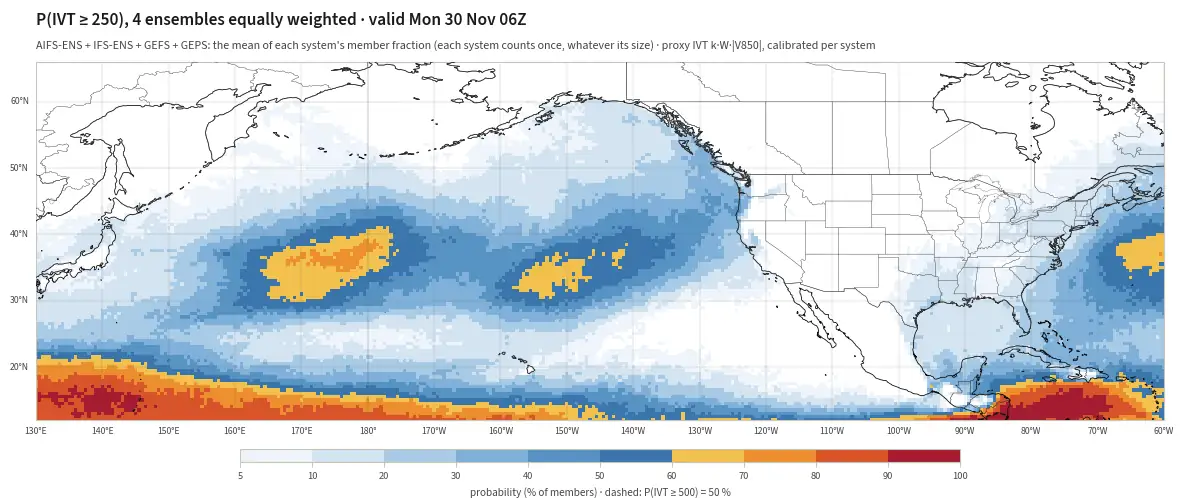 P(IVT ≥ 250), 4 ensembles equally weighted · valid Mon 30 Nov 06Z
AIFS-ENS + IFS-ENS + GEFS + GEPS: the mean of each system's member fraction (each system counts once, whatever its size) · proxy IVT k·W·|V850|, calibrated per system
60°N
50°N
40°N
30°N
20°N
130°E 140°E 150°E 160°E 170°E 180° 170°W 160°W 150°W 140°W 130°W 120°W 110°W 100°W 90°W 80°W 70°W 60°W
5 10 20 30 40 50 60 70 80 90 100
probability (% of members) · dashed: P(IVT ≥ 500) = 50 %